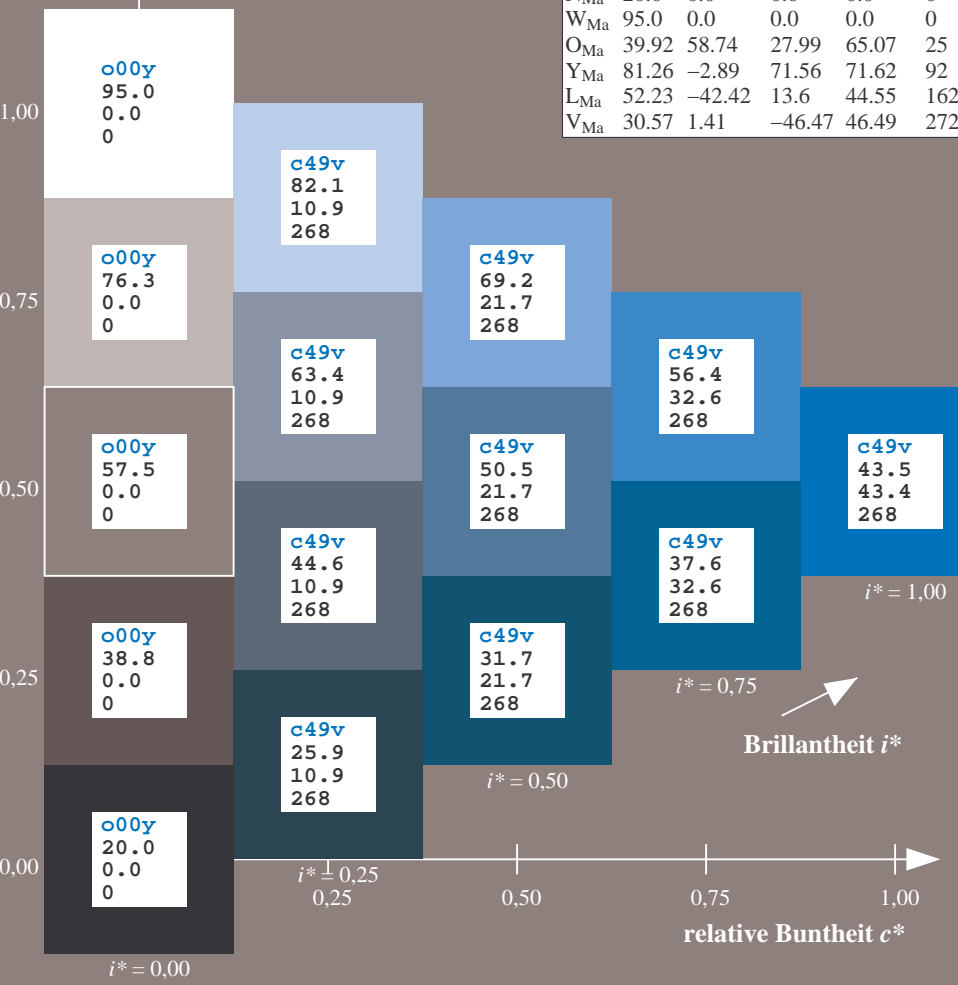 W_Ma 95.0 0.0 0.0 0.0 0
O_Ma 39.92 58.74 27.99 65.07 25
Y_Ma 81.26 –2.89 71.56 71.62 92
L_Ma 52.23 –42.42 13.6 44.55 162
V_Ma 30.57 1.41 –46.47 46.49 272
1,00
o00y
95.0
0.0
0
c49v
82.1
10.9
268
0,75
o00y
76.3
0.0
0
c49v
69.2
21.7
268
c49v
63.4
10.9
268
c49v
56.4
32.6
268
0,50
o00y
57.5
0.0
0
c49v
50.5
21.7
268
c49v
43.5
43.4
268
c49v
44.6
10.9
268
c49v
37.6
32.6
268
i* = 1,00
0,25
o00y
38.8
0.0
0
c49v
31.7
21.7
268
i* = 0,75
c49v
25.9
10.9
268
Brillantheit i*
i* = 0,50
0,00
o00y
20.0
0.0
0
i* = 0,25
0,25 0,50 0,75 1,00
relative Buntheit c*
i* = 0,00